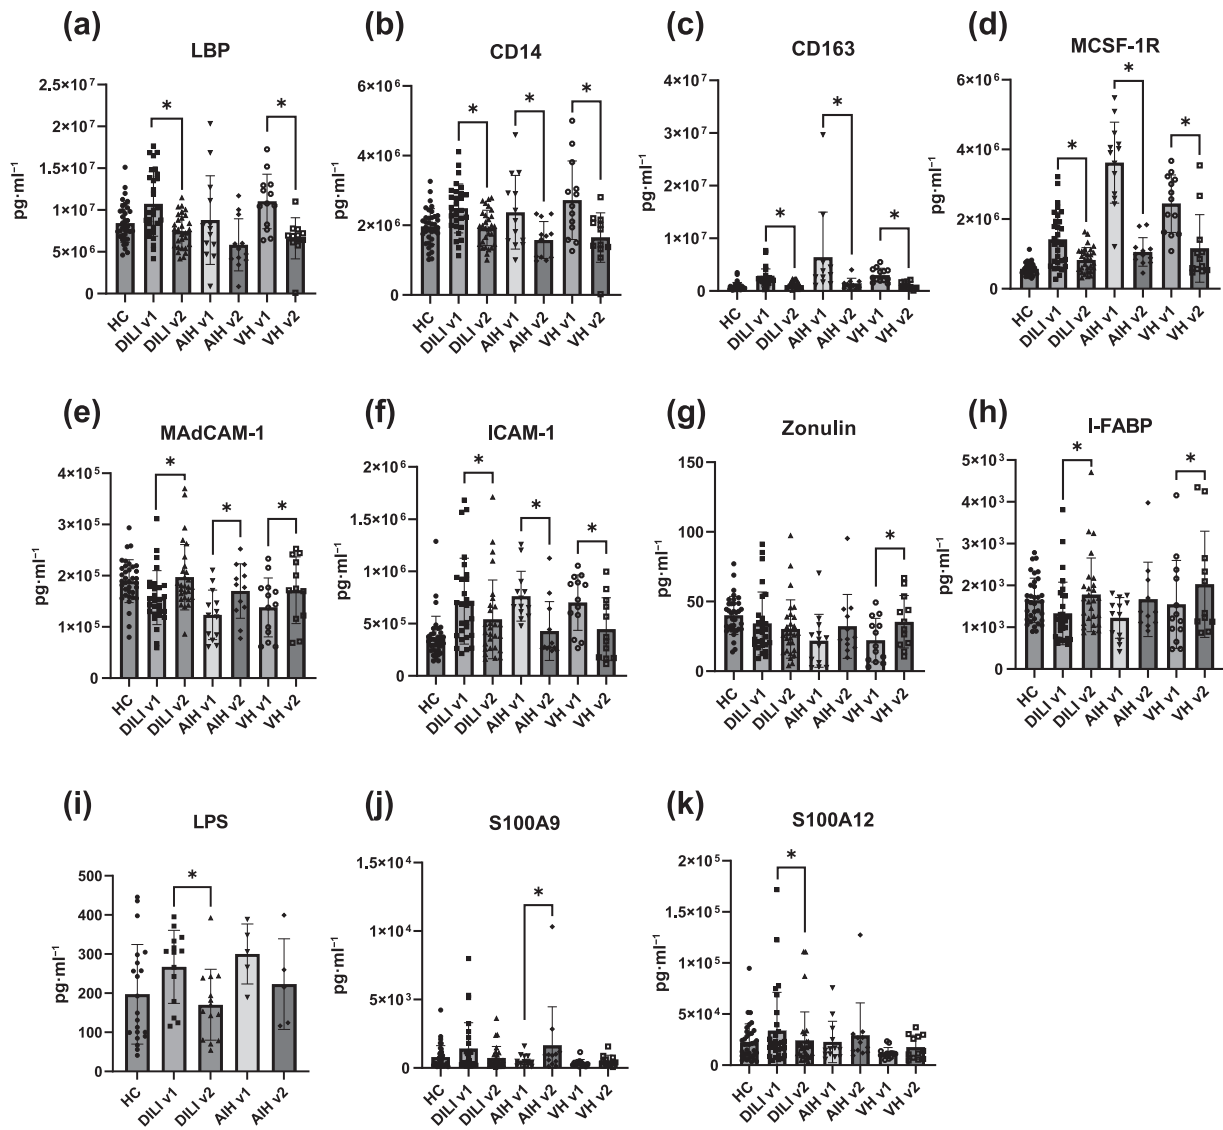 (a)
LBP
pg·ml⁻¹
2.5×10⁷
2×10⁷
1.5×10⁷
1×10⁷
5×10⁶
0
*
*
HC
DILI v1
DILI v2
AIH v1
AIH v2
VH v1
VH v2
(b)
CD14
pg·ml⁻¹
6×10⁶
4×10⁶
2×10⁶
0
*
*
*
HC
DILI v1
DILI v2
AIH v1
AIH v2
VH v1
VH v2
(c)
CD163
pg·ml⁻¹
4×10⁷
3×10⁷
2×10⁷
1×10⁷
0
*
*
*
HC
DILI v1
DILI v2
AIH v1
AIH v2
VH v1
VH v2
(d)
MCSF-1R
pg·ml⁻¹
6×10⁶
4×10⁶
2×10⁶
0
*
*
*
HC
DILI v1
DILI v2
AIH v1
AIH v2
VH v1
VH v2
(e)
MAdCAM-1
pg·ml⁻¹
4×10⁵
3×10⁵
2×10⁵
1×10⁵
0
*
*
*
HC
DILI v1
DILI v2
AIH v1
AIH v2
VH v1
VH v2
(f)
ICAM-1
pg·ml⁻¹
2×10⁶
1.5×10⁶
1×10⁶
5×10⁵
0
*
*
*
HC
DILI v1
DILI v2
AIH v1
AIH v2
VH v1
VH v2
(g)
Zonulin
pg·ml⁻¹
150
100
50
0
*
HC
DILI v1
DILI v2
AIH v1
AIH v2
VH v1
VH v2
(h)
I-FABP
pg·ml⁻¹
5×10³
4×10³
3×10³
2×10³
1×10³
0
*
*
HC
DILI v1
DILI v2
AIH v1
AIH v2
VH v1
VH v2
(i)
LPS
pg·ml⁻¹
500
400
300
200
100
0
*
HC
DILI v1
DILI v2
AIH v1
AIH v2
(j)
S100A9
pg·ml⁻¹
1.5×10⁴
1×10⁴
5×10³
0
*
HC
DILI v1
DILI v2
AIH v1
AIH v2
VH v1
VH v2
(k)
S100A12
pg·ml⁻¹
2×10⁵
1.5×10⁵
1×10⁵
5×10⁴
0
*
HC
DILI v1
DILI v2
AIH v1
AIH v2
VH v1
VH v2